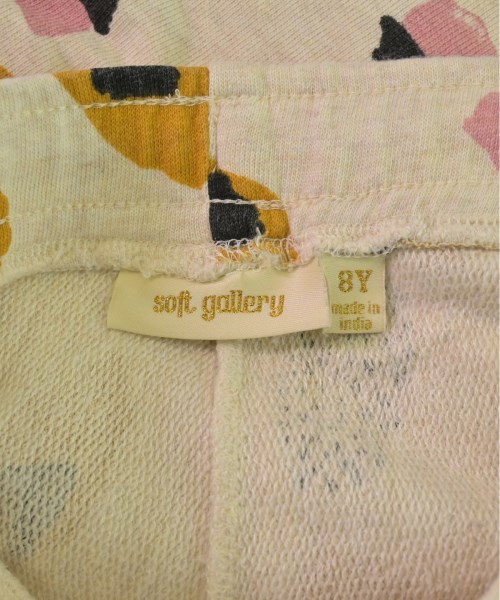 soft gallery
8Y
made in
india